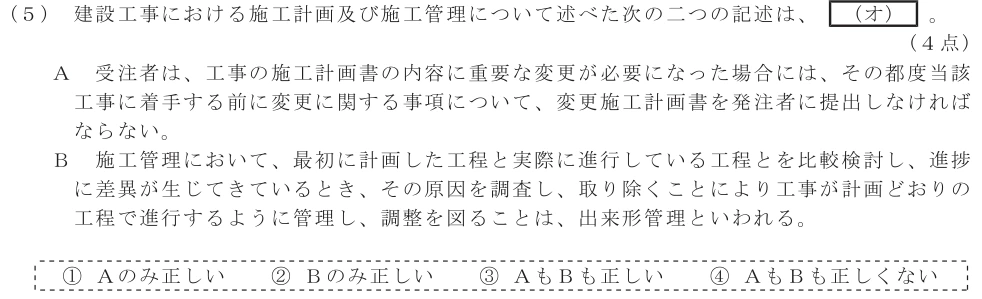 （５） 建設工事における施工計画及び施工管理について述べた次の二つの記述は、（オ）。
（４点）
Ａ 受注者は、工事の施工計画書の内容に重要な変更が必要になった場合には、その都度当該
工事に着手する前に変更に関する事項について、変更施工計画書を発注者に提出しなければ
ならない。
Ｂ 施工管理において、最初に計画した工程と実際に進行している工程とを比較検討し、進捗
に差異が生じてきているとき、その原因を調査し、取り除くことにより工事が計画どおりの
工程で進行するように管理し、調整を図ることは、出来形管理といわれる。
① Ａのみ正しい ② Ｂのみ正しい ③ ＡもＢも正しい ④ ＡもＢも正しくない